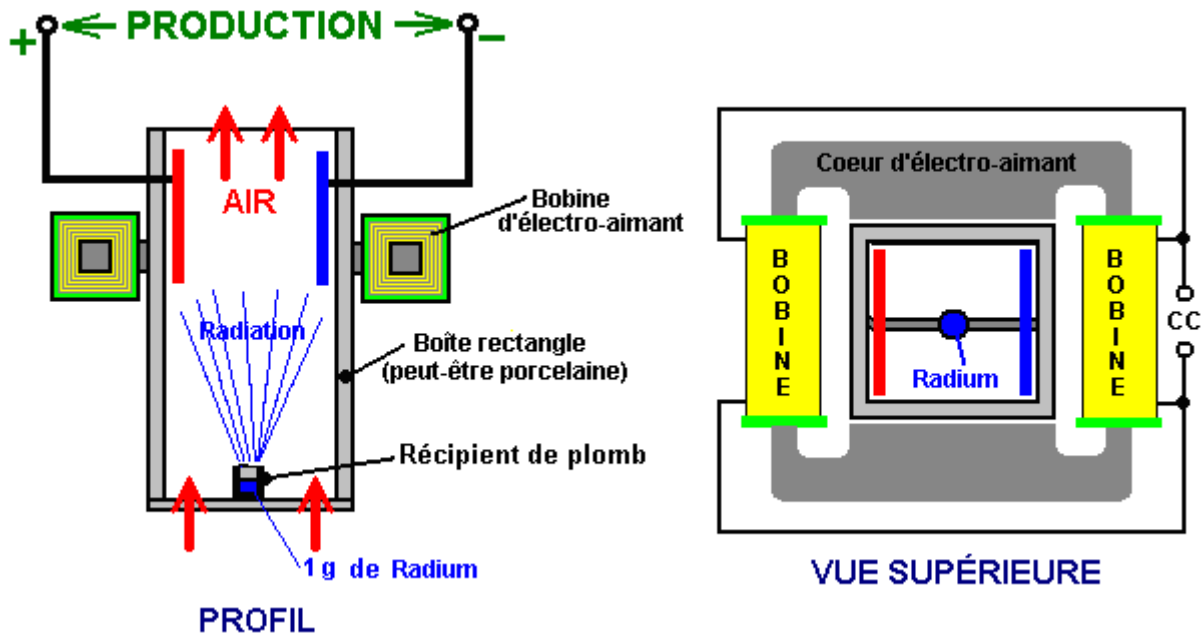 + PRODUCTION −
AIR
Bobine
d'électro-aimant
Radiation
Boîte rectangle
(peut-être porcelaine)
Récipient de plomb
1 g de Radium
PROFIL
Coeur d'électro-aimant
BOBINE
BOBINE
CC
Radium
VUE SUPÉRIEURE